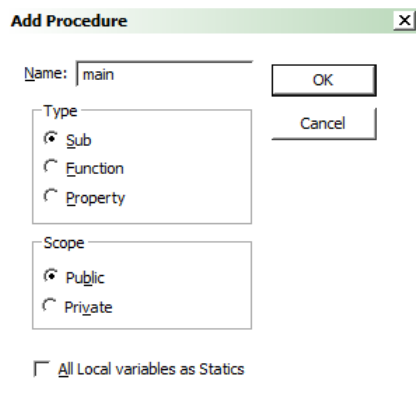 Add Procedure
Name: main
OK
Type
Cancel
Sub
Function
Property
Scope
Public
Private
All Local variables as Statics